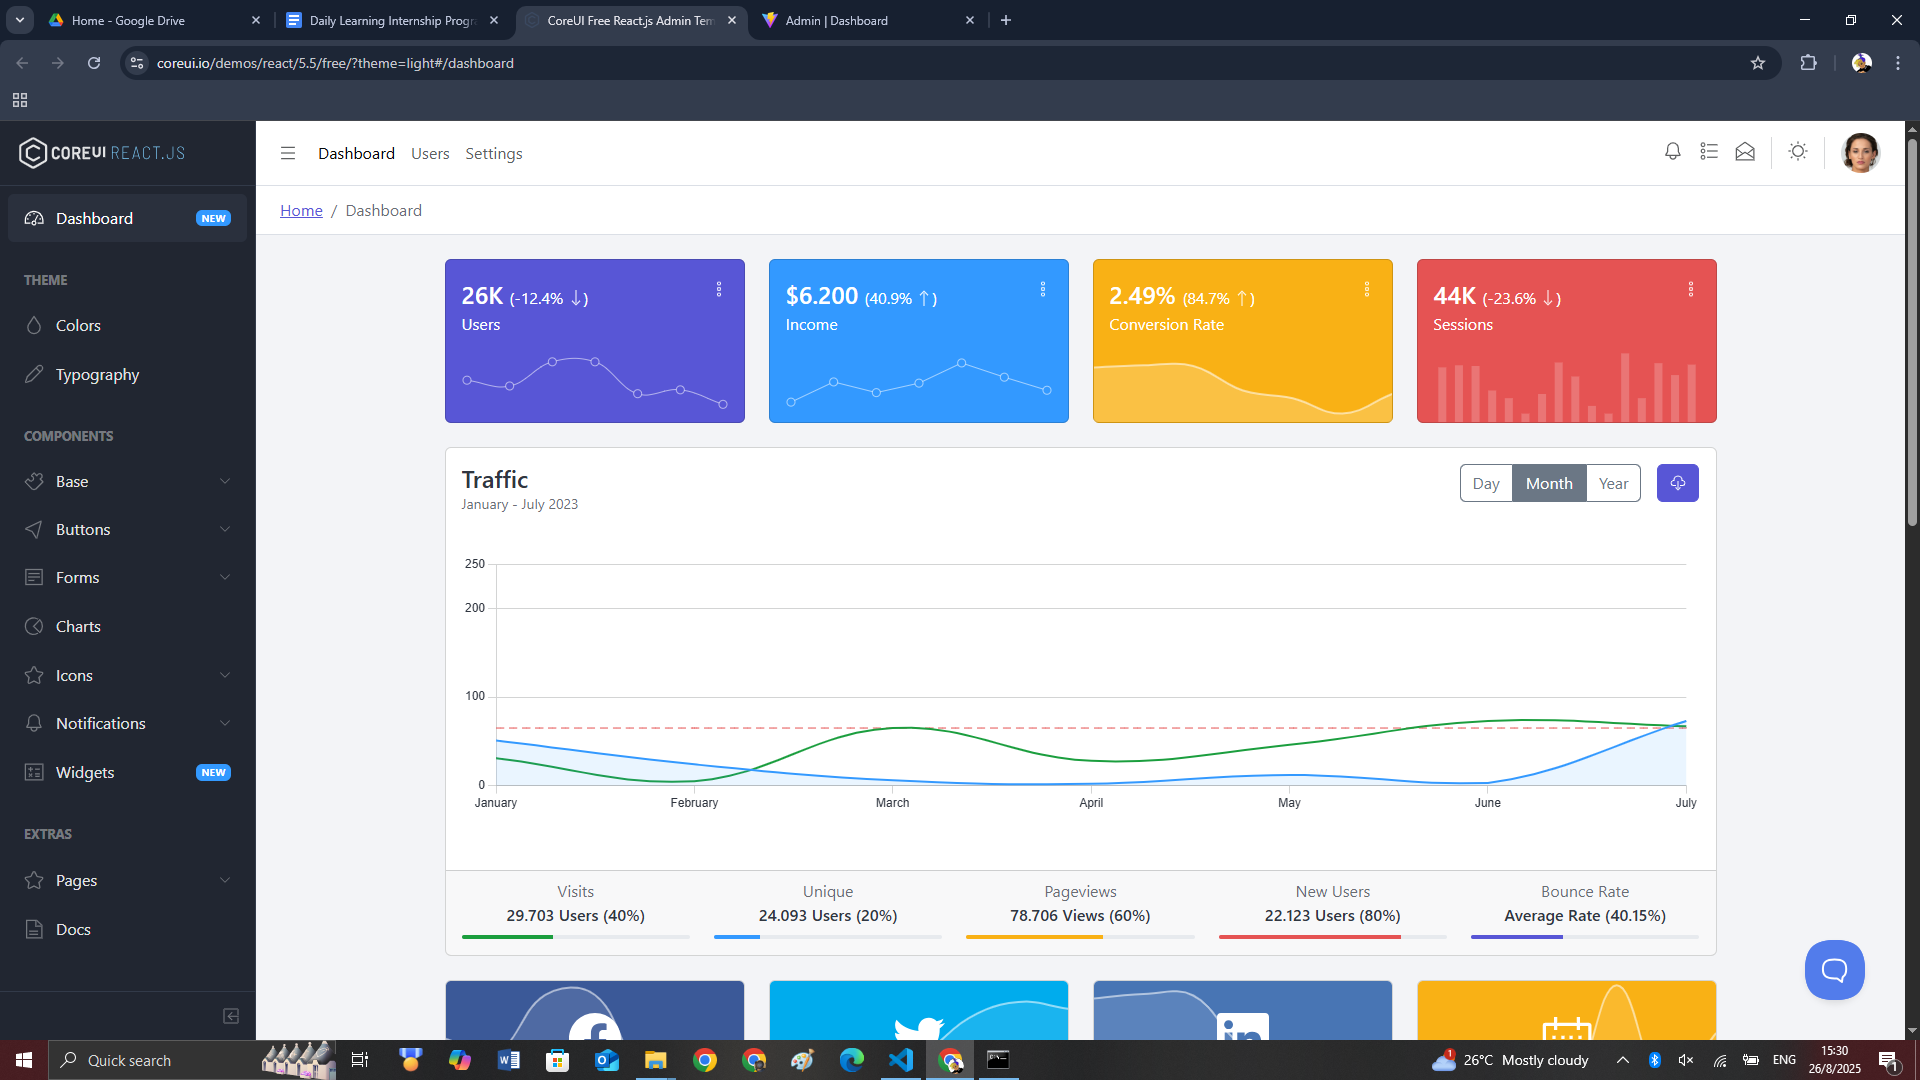 Home - Google Drive
Daily Learning Internship Progra
CoreUI Free React.js Admin Tem
Admin | Dashboard
coreui.io/demos/react/5.5/free/?theme=light#/dashboard
COREUI REACT.JS
Dashboard NEW
THEME
Colors
Typography
COMPONENTS
Base
Buttons
Forms
Charts
Icons
Notifications
Widgets NEW
EXTRAS
Pages
Docs
Dashboard Users Settings
Home / Dashboard
26K (-12.4% ↓)
Users
$6.200 (40.9% ↑)
Income
2.49% (84.7% ↑)
Conversion Rate
44K (-23.6% ↓)
Sessions
Traffic
January - July 2023
Day Month Year
250
200
100
0
January February March April May June July
Visits
29.703 Users (40%)
Unique
24.093 Users (20%)
Pageviews
78.706 Views (60%)
New Users
22.123 Users (80%)
Bounce Rate
Average Rate (40.15%)
in
Quick search
1
26°C Mostly cloudy
ENG
15:30
26/8/2025
1